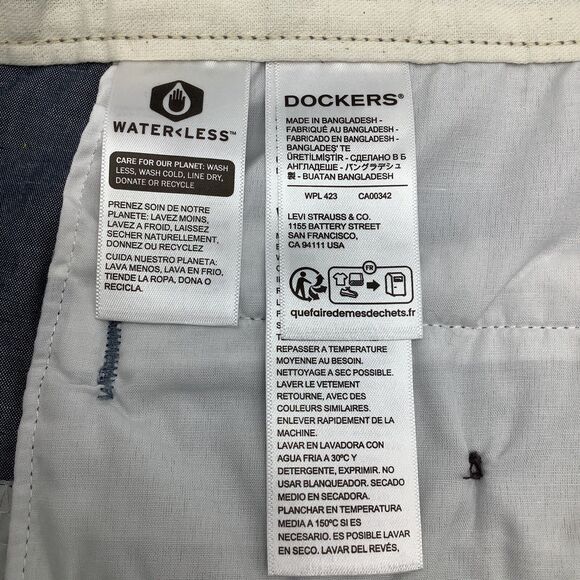 WATER<LESS™
CARE FOR OUR PLANET: WASH
LESS, WASH COLD, LINE DRY,
DONATE OR RECYCLE
PRENEZ SOIN DE NOTRE
PLANETE: LAVEZ MOINS,
LAVEZ A FROID, LAISSEZ
SECHER NATURELLEMENT,
DONNEZ OU RECYCLEZ
CUIDA NUESTRO PLANETA:
LAVA MENOS, LAVA EN FRIO,
TIENDE LA ROPA, DONA O
RECICLA.
DOCKERS®
MADE IN BANGLADESH -
FABRIQUÉ AU BANGLADESH -
FABRICADO EN BANGLADESH-
BANGLADEŞ' TE
ÜRETİLMİŞTİR - СДЕЛАНО В Б
АНГЛАДЕШЕ - バングラデシュ
製 - BUATAN BANGLADESH
WPL 423 CA00342
LEVI STRAUSS & CO.
1155 BATTERY STREET
SAN FRANCISCO,
CA 94111 USA
FR
quefairedemesdechets.fr
REPASSER A TEMPERATURE
MOYENNE AU BESOIN.
NETTOYAGE A SEC POSSIBLE.
LAVER LE VETEMENT
RETOURNE, AVEC DES
COULEURS SIMILAIRES.
ENLEVER RAPIDEMENT DE LA
MACHINE.
LAVAR EN LAVADORA CON
AGUA FRIA A 30ºC Y
DETERGENTE, EXPRIMIR. NO
USAR BLANQUEADOR. SECADO
MEDIO EN SECADORA.
PLANCHAR EN TEMPERATURA
MEDIA A 150ºC SI ES
NECESARIO. ES POSIBLE LAVAR
EN SECO. LAVAR DEL REVÉS,